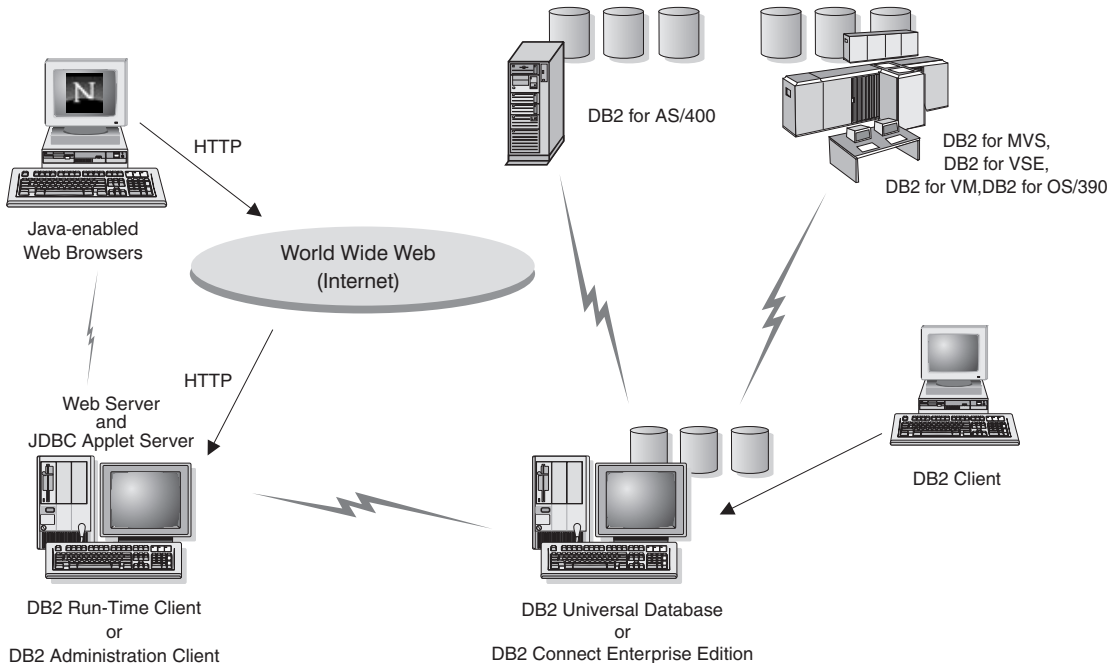 N
HTTP
Java-enabled
Web Browsers
World Wide Web
(Internet)
DB2 for AS/400
DB2 for MVS,
DB2 for VSE,
DB2 for VM,DB2 for OS/390
HTTP
Web Server
and
JDBC Applet Server
DB2 Client
DB2 Run-Time Client
or
DB2 Administration Client
DB2 Universal Database
or
DB2 Connect Enterprise Edition